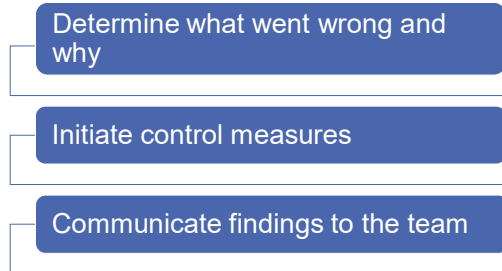 Determine what went wrong and
why
Initiate control measures
Communicate findings to the team